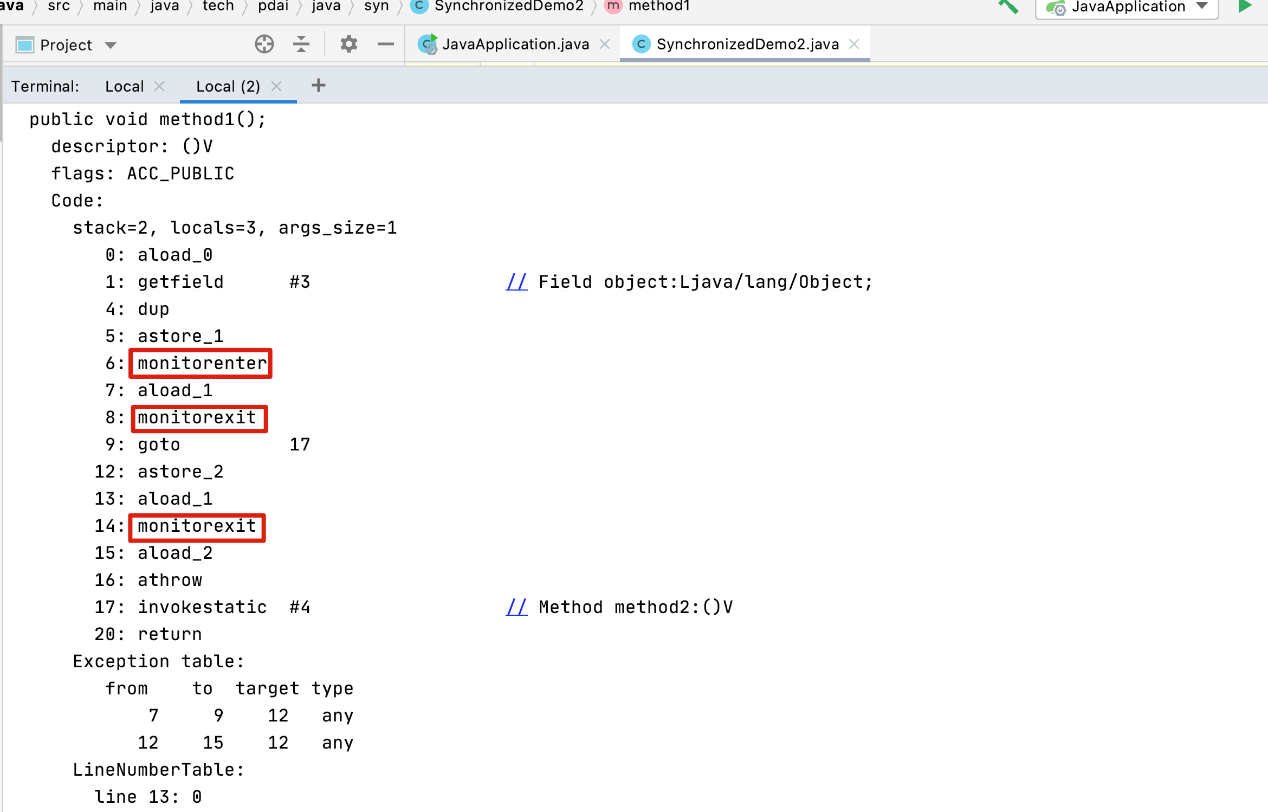 ava src main java tech pdai java syn C SynchronizedDemo2 m method1 JavaApplication
Project JavaApplication.java SynchronizedDemo2.java
Terminal: Local Local (2) +
public void method1();
descriptor: ()V
flags: ACC_PUBLIC
Code:
stack=2, locals=3, args_size=1
0: aload_0
1: getfield #3 // Field object:Ljava/lang/Object;
4: dup
5: astore_1
6: monitorenter
7: aload_1
8: monitorexit
9: goto 17
12: astore_2
13: aload_1
14: monitorexit
15: aload_2
16: athrow
17: invokestatic #4 // Method method2:()V
20: return
Exception table:
from to target type
7 9 12 any
12 15 12 any
LineNumberTable:
line 13: 0